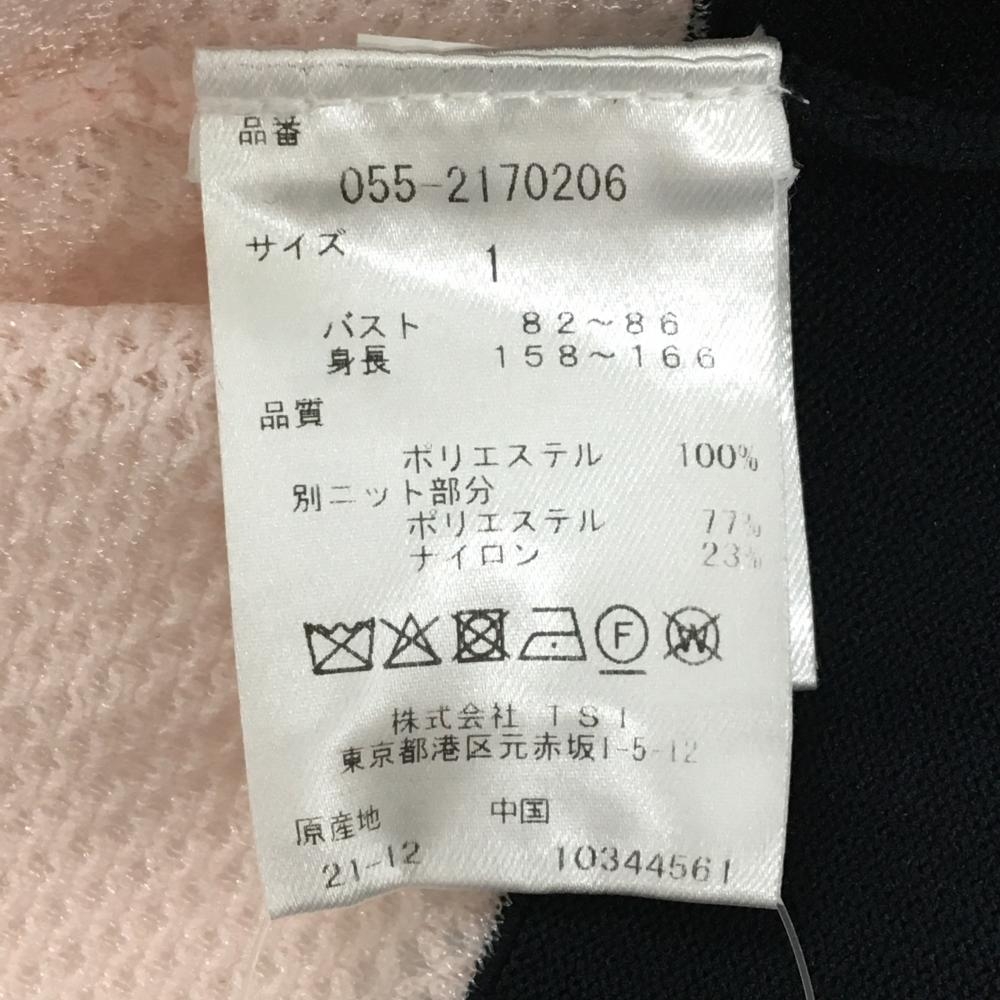 品番
055-2170206
サイズ 1
バスト 82～86
身長 158～166
品質
ポリエステル 100%
別ニット部分
ポリエステル 77%
ナイロン 23%
F W
株式会社 TSI
東京都港区元赤坂1-5-12
原産地 中国
21-12 10344561